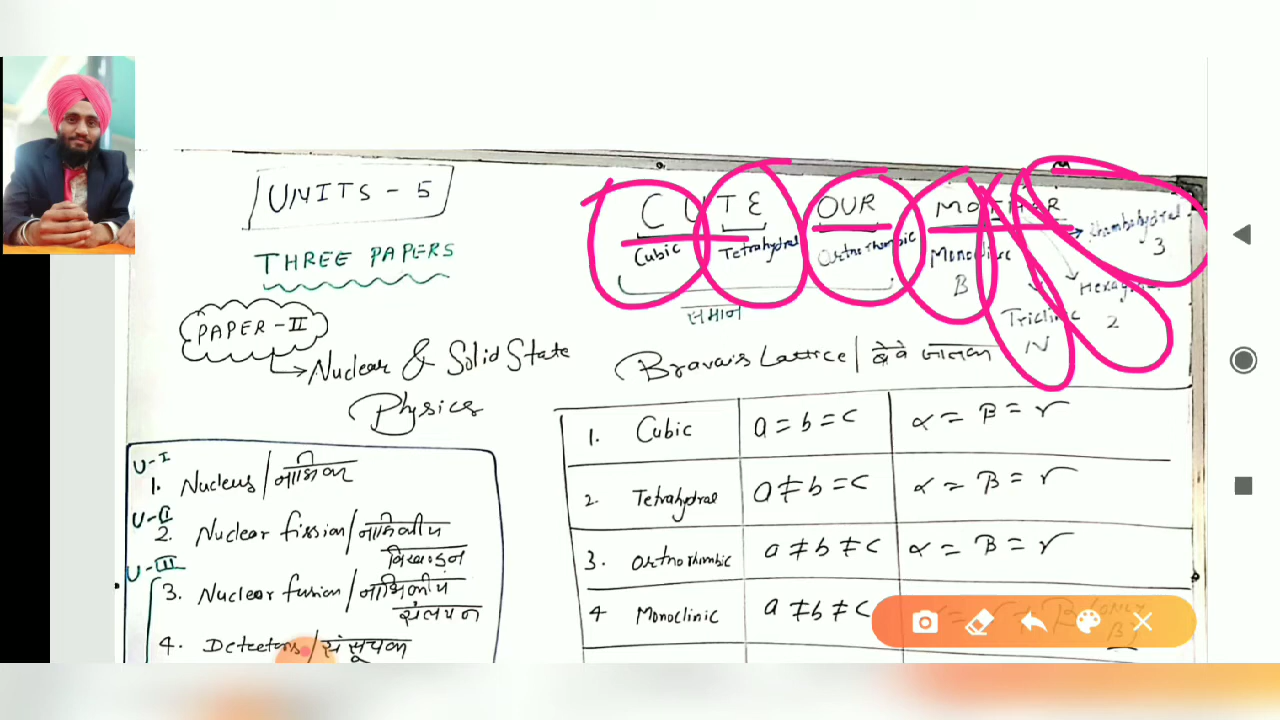 UNITS - 5
THREE PAPERS
PAPER - II
Nuclear & Solid State
Physics
U-I
1. Nucleus / नाभिक
U-II
2. Nuclear fission / नाभिकीय
विखण्डन
U-III
3. Nuclear fusion / नाभिकीय
संलयन
4. Detectors / संसूचक
CUTE OUR MOTHER
Cubic Tetrahydral Orthorhombic Monoclinic
B
Rhombohydral
3
Triclinic
N
2
समान
Bravais Lattice /
1. Cubic a = b = c α = β = γ
2 Tetrahydral a ≠ b = c α = β = γ
3. Orthorhombic a ≠ b ≠ c α = β = γ
4 Monoclinic a ≠ b ≠ c